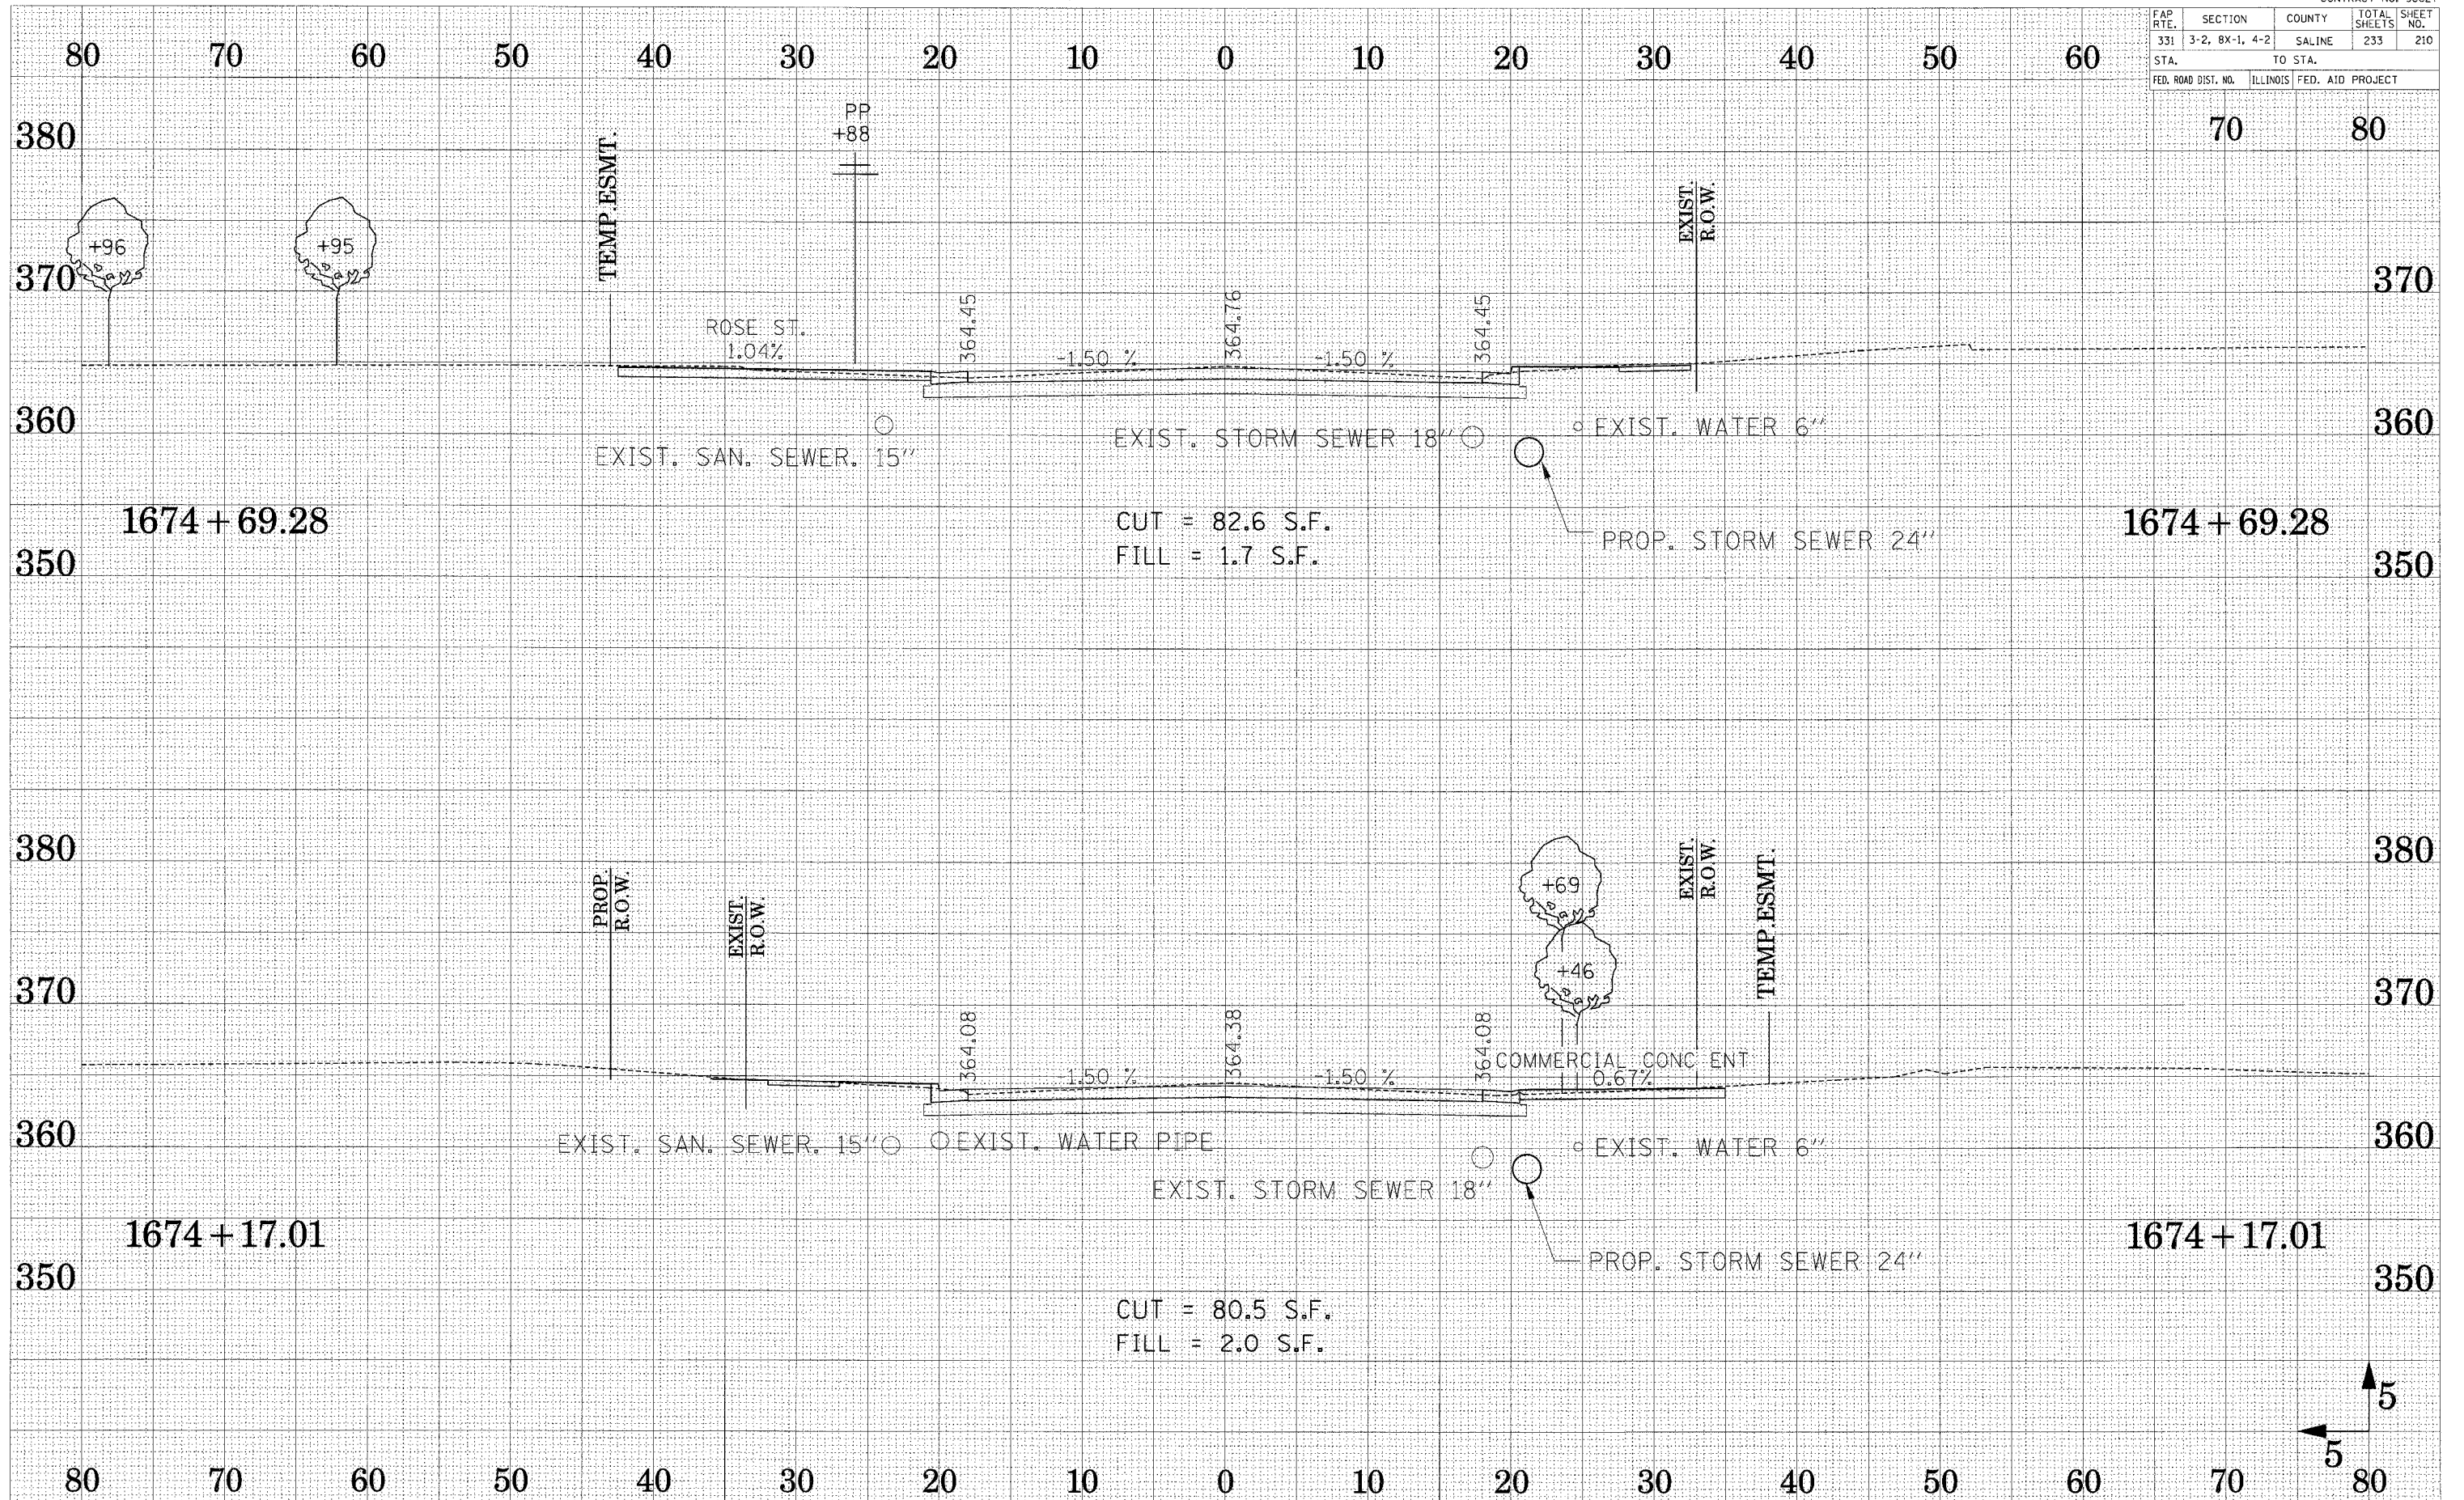 FAP RTE. SECTION COUNTY TOTAL SHEETS SHEET NO.
331 3-2, 8X-1, 4-2 SALINE 233 210
STA. TO STA.
FED. ROAD DIST. NO. ILLINOIS FED. AID PROJECT
80 70 60 50 40 30 20 10 0 10 20 30 40 50 60
70 80
PP
+88
380
TEMP.ESMT.
EXIST.
R.O.W.
+96
+95
370 370
ROSE ST.
1.04%
364.45
-1.50 %
364.76
-1.50 %
364.45
360 360
EXIST. SAN. SEWER. 15''
EXIST. STORM SEWER 18''
EXIST. WATER 6''
1674+69.28 1674+69.28
CUT = 82.6 S.F.
FILL = 1.7 S.F.
PROP. STORM SEWER 24''
350 350
380 380
PROP.
R.O.W.
EXIST.
R.O.W.
+69
+46
EXIST.
R.O.W.
TEMP.ESMT.
370 370
364.08
-1.50 %
364.38
-1.50 %
364.08
COMMERCIAL CONC ENT
0.67%
360 360
EXIST. SAN. SEWER. 15''
EXIST. WATER PIPE
EXIST. WATER 6''
EXIST. STORM SEWER 18''
1674+17.01 1674+17.01
PROP. STORM SEWER 24''
350 350
CUT = 80.5 S.F.
FILL = 2.0 S.F.
5
5
80 70 60 50 40 30 20 10 0 10 20 30 40 50 60 70 80